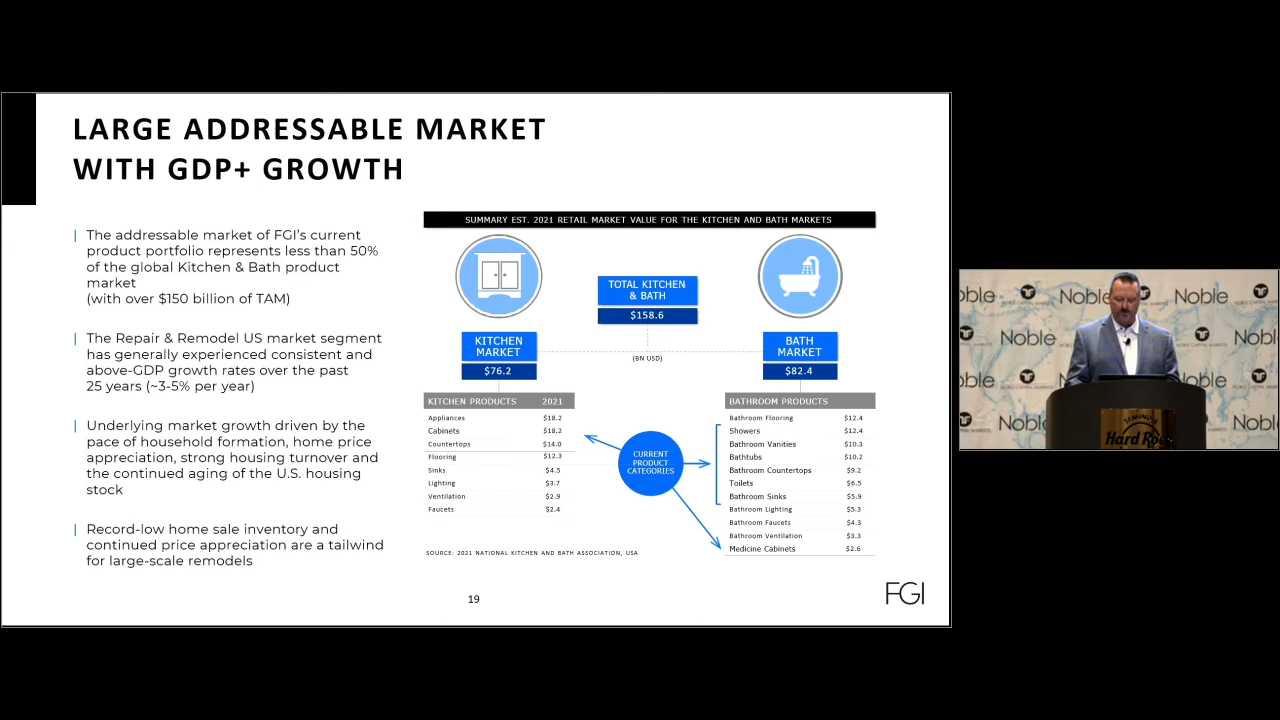 LARGE ADDRESSABLE MARKET
WITH GDP+ GROWTH
The addressable market of FGI's current
product portfolio represents less than 50%
of the global Kitchen & Bath product
market
(with over $150 billion of TAM)
The Repair & Remodel US market segment
has generally experienced consistent and
above-GDP growth rates over the past
25 years (~3-5% per year)
Underlying market growth driven by the
pace of household formation, home price
appreciation, strong housing turnover and
the continued aging of the U.S. housing
stock
Record-low home sale inventory and
continued price appreciation are a tailwind
for large-scale remodels
SUMMARY EST. 2021 RETAIL MARKET VALUE FOR THE KITCHEN AND BATH MARKETS
TOTAL KITCHEN
& BATH
$158.6
(BN USD)
KITCHEN
MARKET
$76.2
BATH
MARKET
$82.4
KITCHEN PRODUCTS 2021
Appliances $18.2
Cabinets $18.2
Countertops $14.0
Flooring $12.3
Sinks $4.5
Lighting $3.7
Ventilation $2.9
Faucets $2.4
CURRENT
PRODUCT
CATEGORIES
BATHROOM PRODUCTS
Bathroom Flooring $12.4
Showers $12.4
Bathroom Vanities $10.3
Bathtubs $10.2
Bathroom Countertops $9.2
Toilets $6.5
Bathroom Sinks $5.9
Bathroom Lighting $5.3
Bathroom Faucets $4.3
Bathroom Ventilation $3.3
Medicine Cabinets $2.6
SOURCE: 2021 NATIONAL KITCHEN AND BATH ASSOCIATION, USA
19
FGI
oble
Noble
Noble
Noble
Noble
Noble
Hard Roc